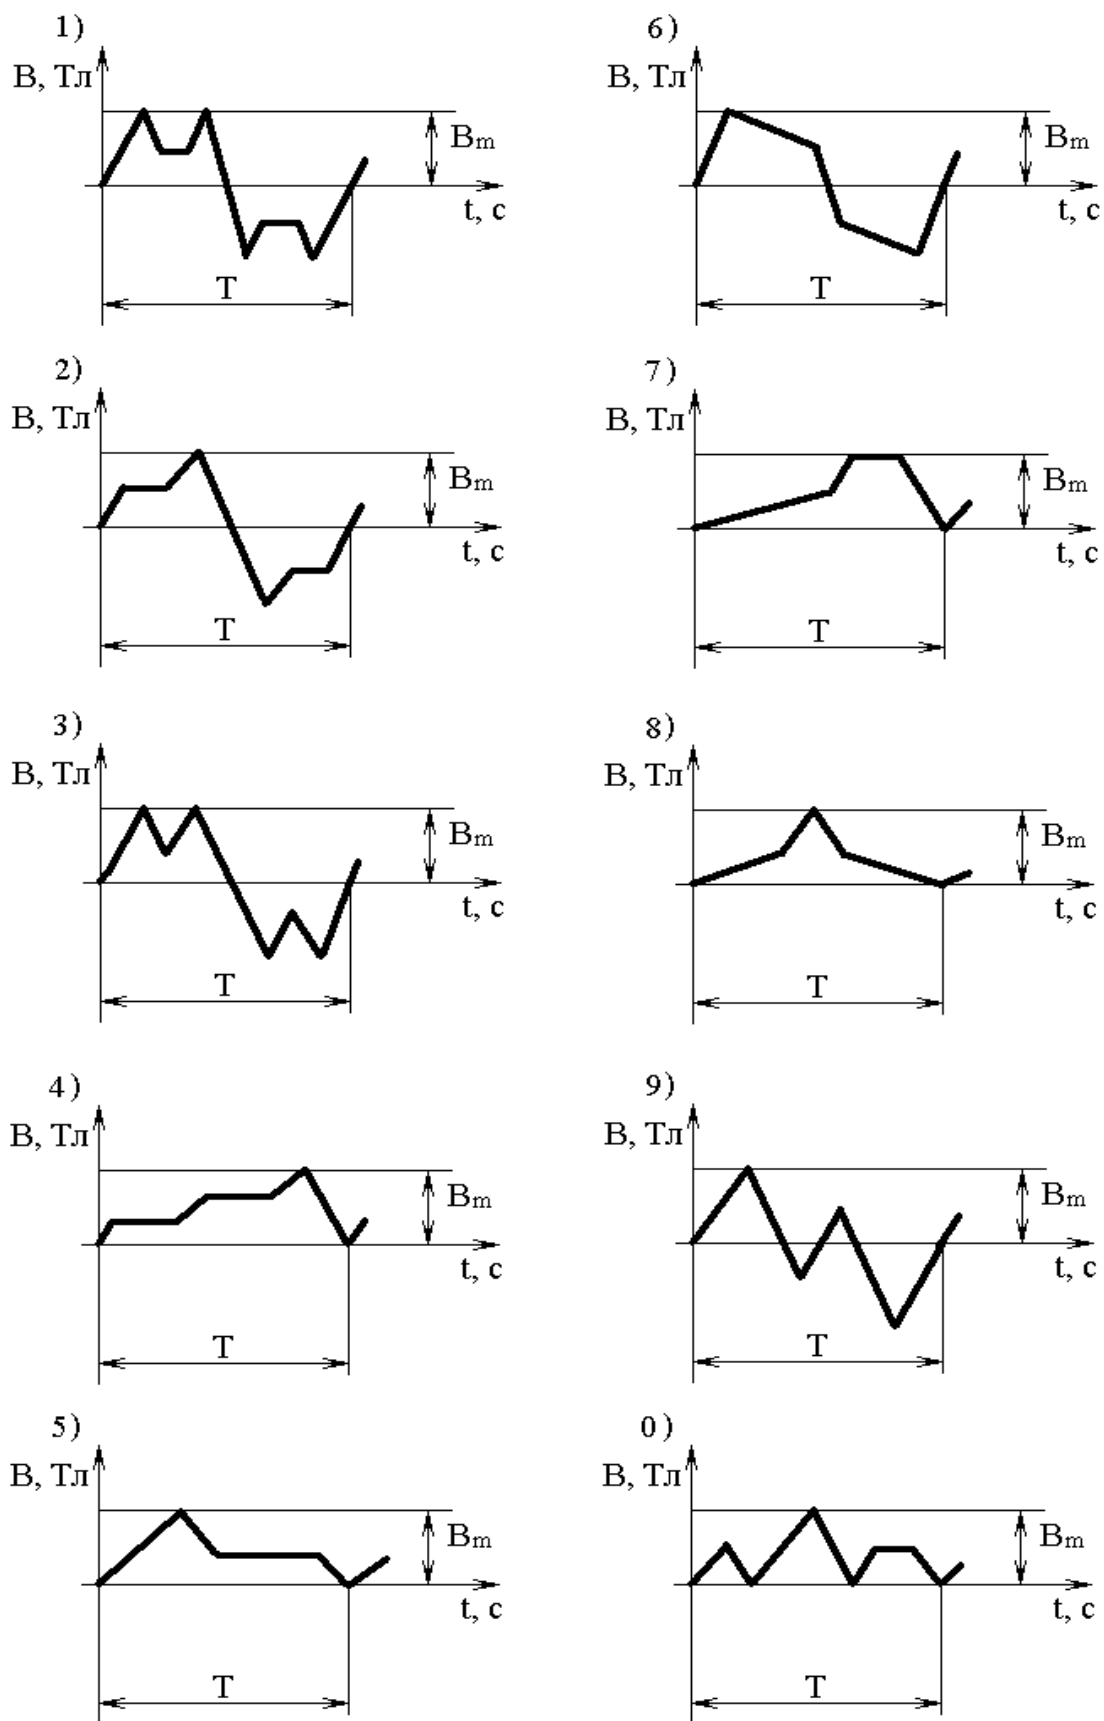 1)
B, Тл
Bm
t, c
T
6)
B, Тл
Bm
t, c
T
2)
B, Тл
Bm
t, c
T
7)
B, Тл
Bm
t, c
T
3)
B, Тл
Bm
t, c
T
8)
B, Тл
Bm
t, c
T
4)
B, Тл
Bm
t, c
T
9)
B, Тл
Bm
t, c
T
5)
B, Тл
Bm
t, c
T
0)
B, Тл
Bm
t, c
T